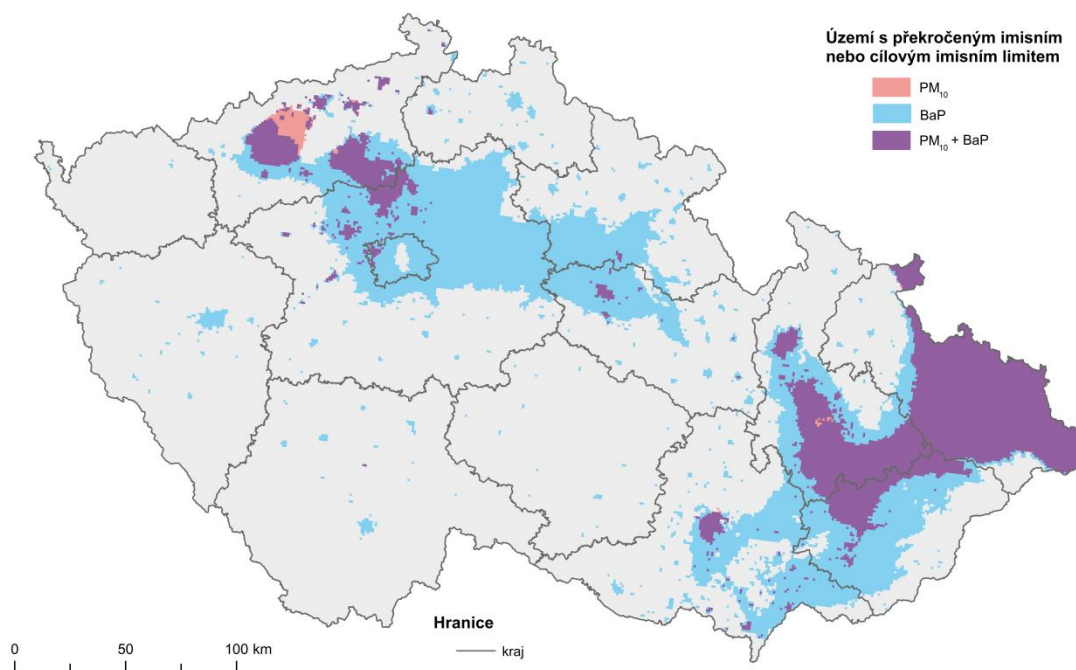 Území s překročeným imisním
nebo cílovým imisním limitem
PM₁₀
BaP
PM₁₀ + BaP
Hranice
kraj
0 50 100 km